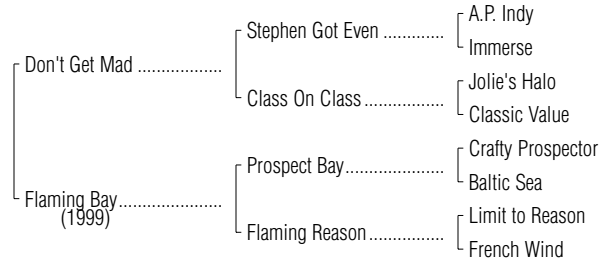 A.P. Indy
Stephen Got Even .............
Immerse
Don't Get Mad ..................
Jolie's Halo
Class On Class .................
Classic Value
Crafty Prospector
Prospect Bay.....................
Baltic Sea
Flaming Bay......................
(1999)
Limit to Reason
Flaming Reason................
French Wind